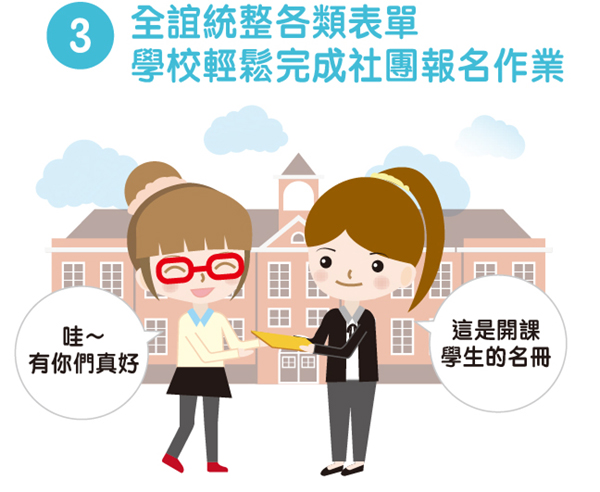 3
全誼統整各類表單
學校輕鬆完成社團報名作業
哇~
有你們真好
這是開課
學生的名冊